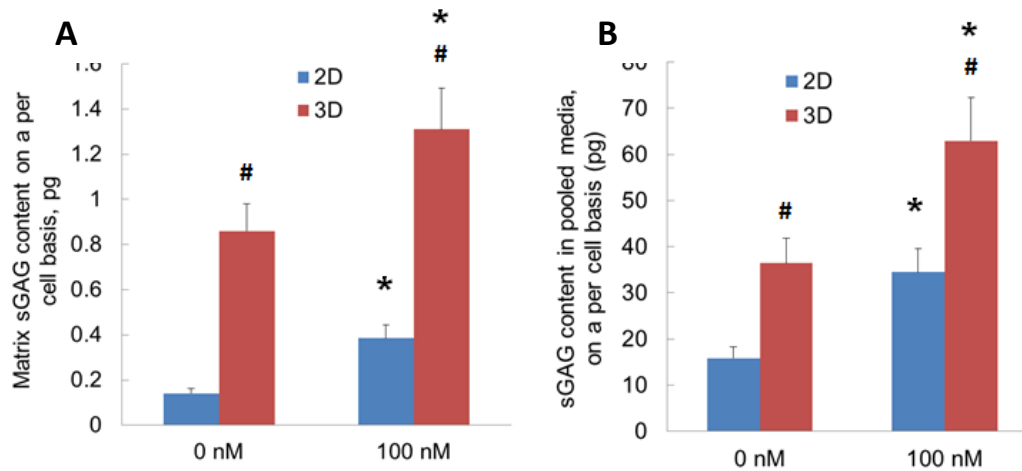 A
Matrix sGAG content on a per
cell basis, pg
1.6
1.4
1.2
1
0.8
0.6
0.4
0.2
0
2D
3D
#
*
*
#
0 nM
100 nM
B
sGAG content in pooled media,
on a per cell basis (pg)
80
70
60
50
40
30
20
10
0
2D
3D
#
*
*
#
0 nM
100 nM